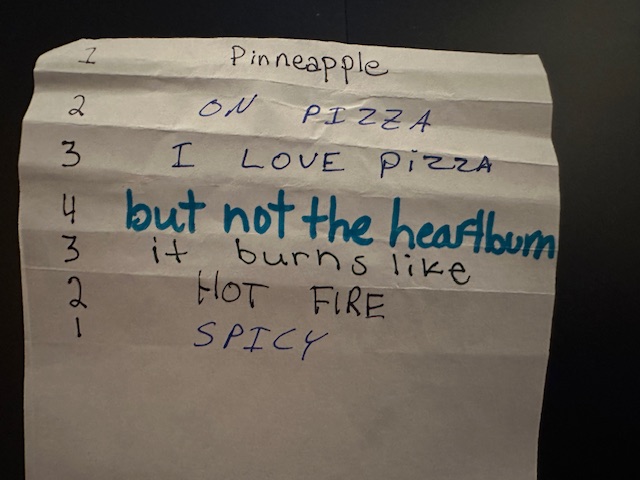 1 Pinneapple
2 ON PIZZA
3 I LOVE PiZZA
4 but not the heartburn
3 it burns like
2 HOT FIRE
1 SPICY